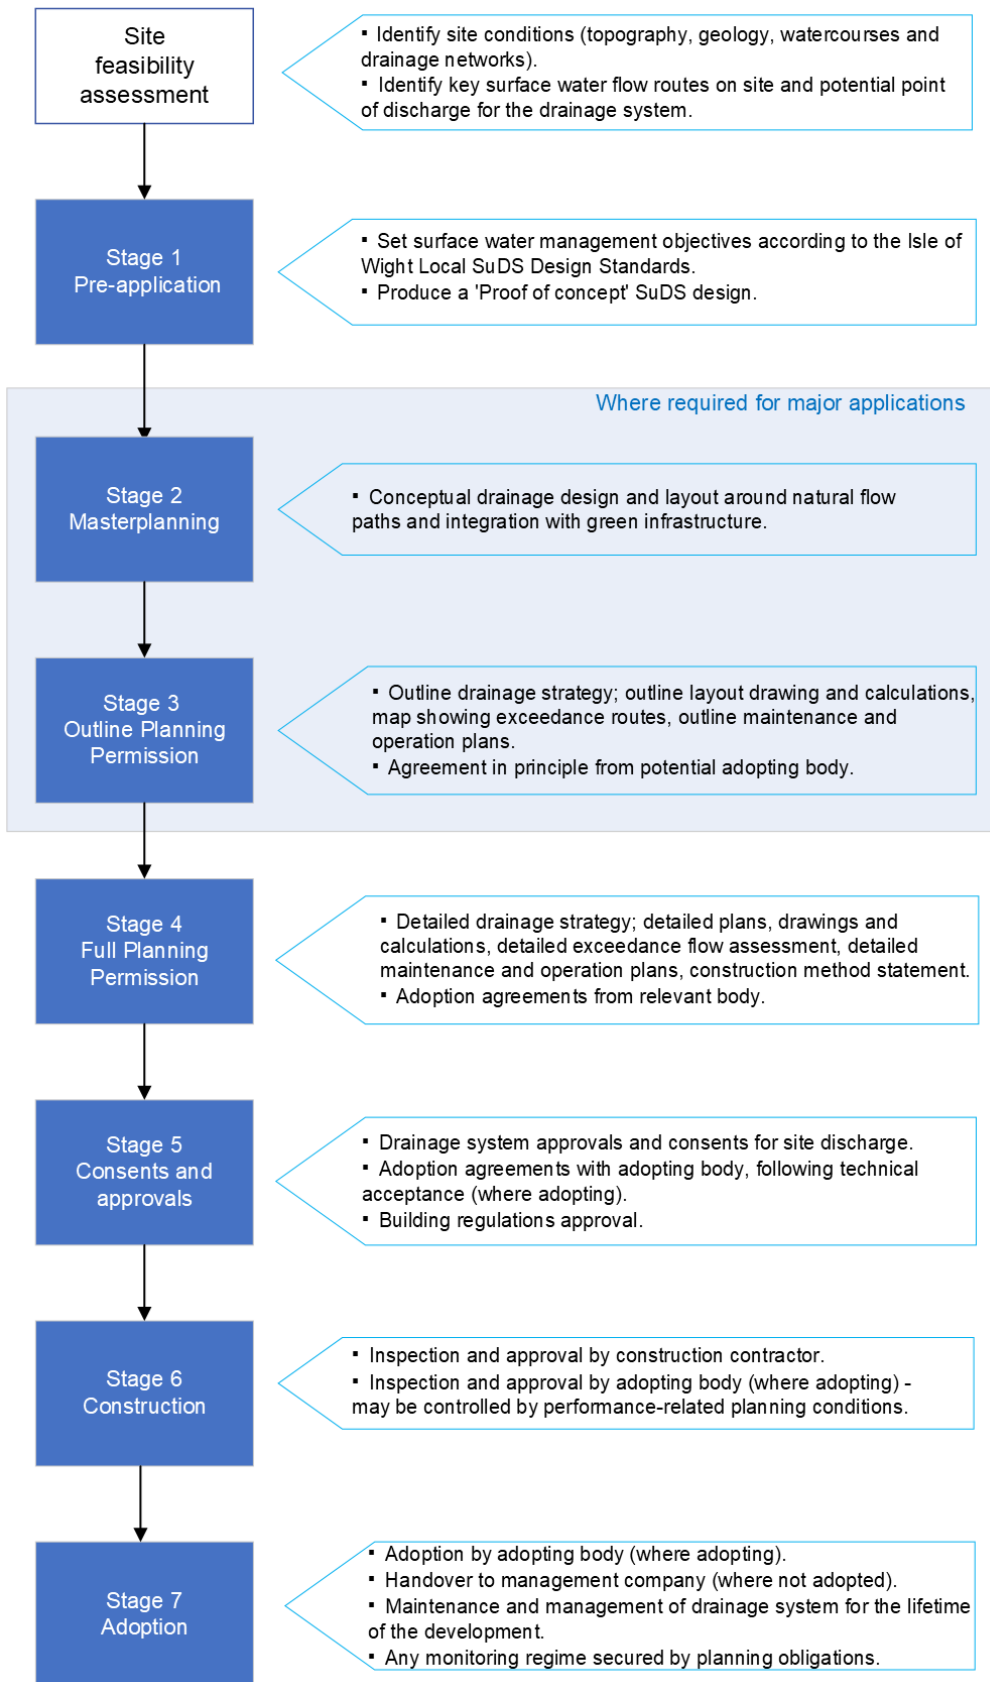 Site
feasibility
assessment
▪ Identify site conditions (topography, geology, watercourses and
drainage networks).
▪ Identify key surface water flow routes on site and potential point
of discharge for the drainage system.
Stage 1
Pre-application
▪ Set surface water management objectives according to the Isle of
Wight Local SuDS Design Standards.
▪ Produce a 'Proof of concept' SuDS design.
Where required for major applications
Stage 2
Masterplanning
▪ Conceptual drainage design and layout around natural flow
paths and integration with green infrastructure.
Stage 3
Outline Planning
Permission
▪ Outline drainage strategy; outline layout drawing and calculations,
map showing exceedance routes, outline maintenance and
operation plans.
▪ Agreement in principle from potential adopting body.
Stage 4
Full Planning
Permission
▪ Detailed drainage strategy; detailed plans, drawings and
calculations, detailed exceedance flow assessment, detailed
maintenance and operation plans, construction method statement.
▪ Adoption agreements from relevant body.
Stage 5
Consents and
approvals
▪ Drainage system approvals and consents for site discharge.
▪ Adoption agreements with adopting body, following technical
acceptance (where adopting).
▪ Building regulations approval.
Stage 6
Construction
▪ Inspection and approval by construction contractor.
▪ Inspection and approval by adopting body (where adopting) -
may be controlled by performance-related planning conditions.
Stage 7
Adoption
▪ Adoption by adopting body (where adopting).
▪ Handover to management company (where not adopted).
▪ Maintenance and management of drainage system for the lifetime
of the development.
▪ Any monitoring regime secured by planning obligations.